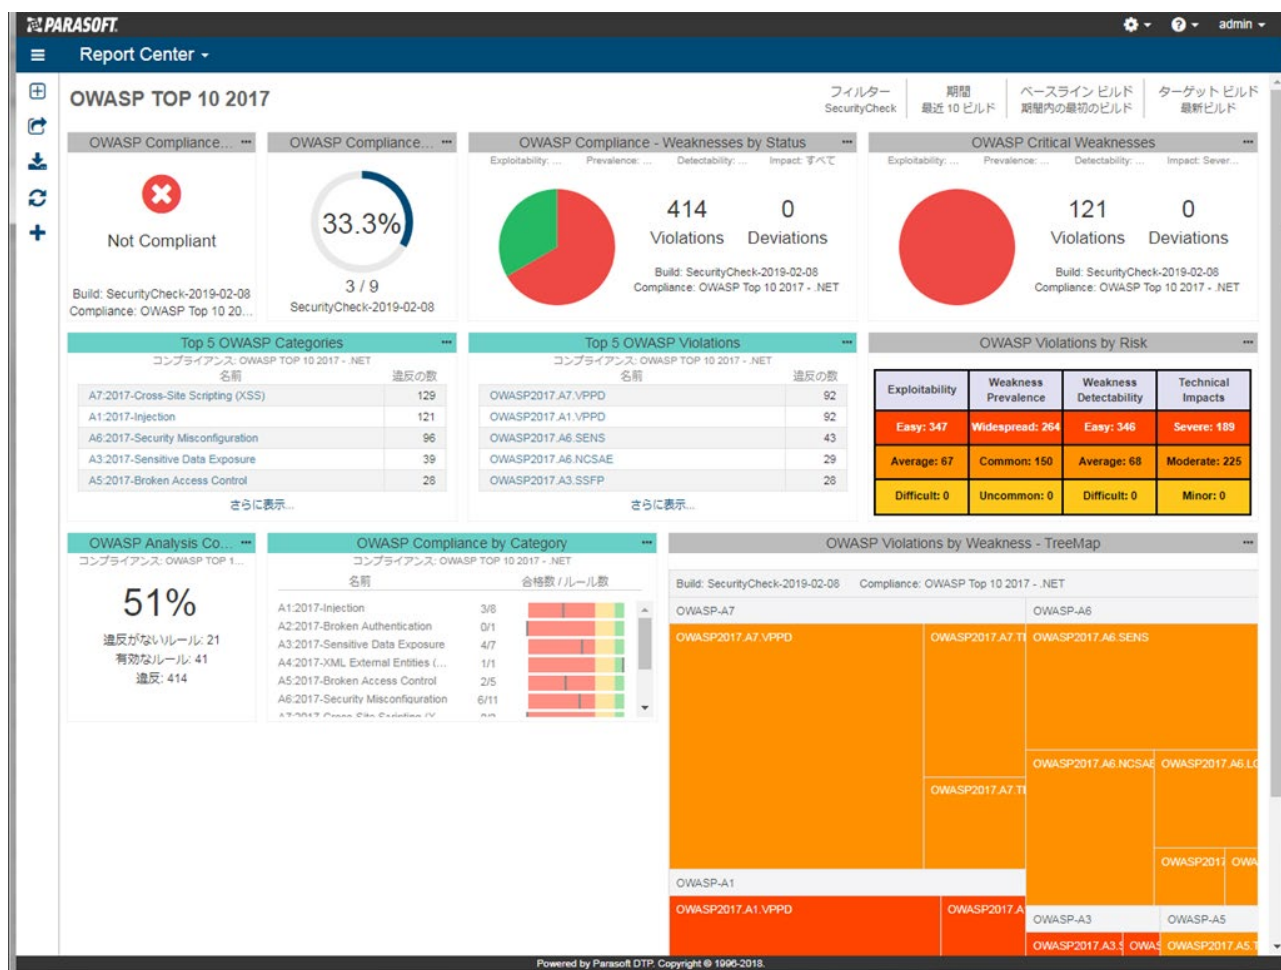 PARASOFT.
admin
Report Center
OWASP TOP 10 2017
フィルター
SecurityCheck
期間
最近 10 ビルド
ベースライン ビルド
期間内の最初のビルド
ターゲット ビルド
最新ビルド
OWASP Compliance...
Not Compliant
Build: SecurityCheck-2019-02-08
Compliance: OWASP Top 10 20...
OWASP Compliance...
33.3%
3 / 9
SecurityCheck-2019-02-08
OWASP Compliance - Weaknesses by Status
Exploitability: ... Prevalence: ... Detectability: ... Impact: すべて
414 0
Violations Deviations
Build: SecurityCheck-2019-02-08
Compliance: OWASP Top 10 2017 - .NET
OWASP Critical Weaknesses
Exploitability: ... Prevalence: ... Detectability: ... Impact: Sever...
121 0
Violations Deviations
Build: SecurityCheck-2019-02-08
Compliance: OWASP Top 10 2017 - .NET
Top 5 OWASP Categories
コンプライアンス: OWASP TOP 10 2017 - .NET
名前 違反の数
A7:2017-Cross-Site Scripting (XSS) 129
A1:2017-Injection 121
A6:2017-Security Misconfiguration 96
A3:2017-Sensitive Data Exposure 39
A5:2017-Broken Access Control 28
さらに表示...
Top 5 OWASP Violations
コンプライアンス: OWASP TOP 10 2017 - .NET
名前 違反の数
OWASP2017.A7.VPPD 92
OWASP2017.A1.VPPD 92
OWASP2017.A6.SENS 43
OWASP2017.A6.NCSAE 29
OWASP2017.A3.SSFP 28
さらに表示...
OWASP Violations by Risk
Exploitability Weakness Prevalence Weakness Detectability Technical Impacts
Easy: 347 Widespread: 264 Easy: 346 Severe: 189
Average: 67 Common: 150 Average: 68 Moderate: 225
Difficult: 0 Uncommon: 0 Difficult: 0 Minor: 0
OWASP Analysis Co...
コンプライアンス: OWASP TOP 1...
51%
違反がないルール: 21
有効なルール: 41
違反: 414
OWASP Compliance by Category
コンプライアンス: OWASP TOP 10 2017 - .NET
名前 合格数 / ルール数
A1:2017-Injection 3/8
A2:2017-Broken Authentication 0/1
A3:2017-Sensitive Data Exposure 4/7
A4:2017-XML External Entities (... 1/1
A5:2017-Broken Access Control 2/5
A6:2017-Security Misconfiguration 6/11
OWASP Violations by Weakness - TreeMap
Build: SecurityCheck-2019-02-08 Compliance: OWASP Top 10 2017 - .NET
OWASP-A7 OWASP-A6
OWASP2017.A7.VPPD OWASP2017.A7.TI OWASP2017.A6.SENS
OWASP2017.A6.NCSAE OWASP2017.A6.LO
OWASP2017.A7.TI
OWASP2017 OWA
OWASP-A1
OWASP2017.A1.VPPD OWASP2017.A
OWASP-A3 OWASP-A5
OWASP2017.A3.S OWAS OWASP2017.A5.T
Powered by Parasoft DTP. Copyright © 1996-2018.